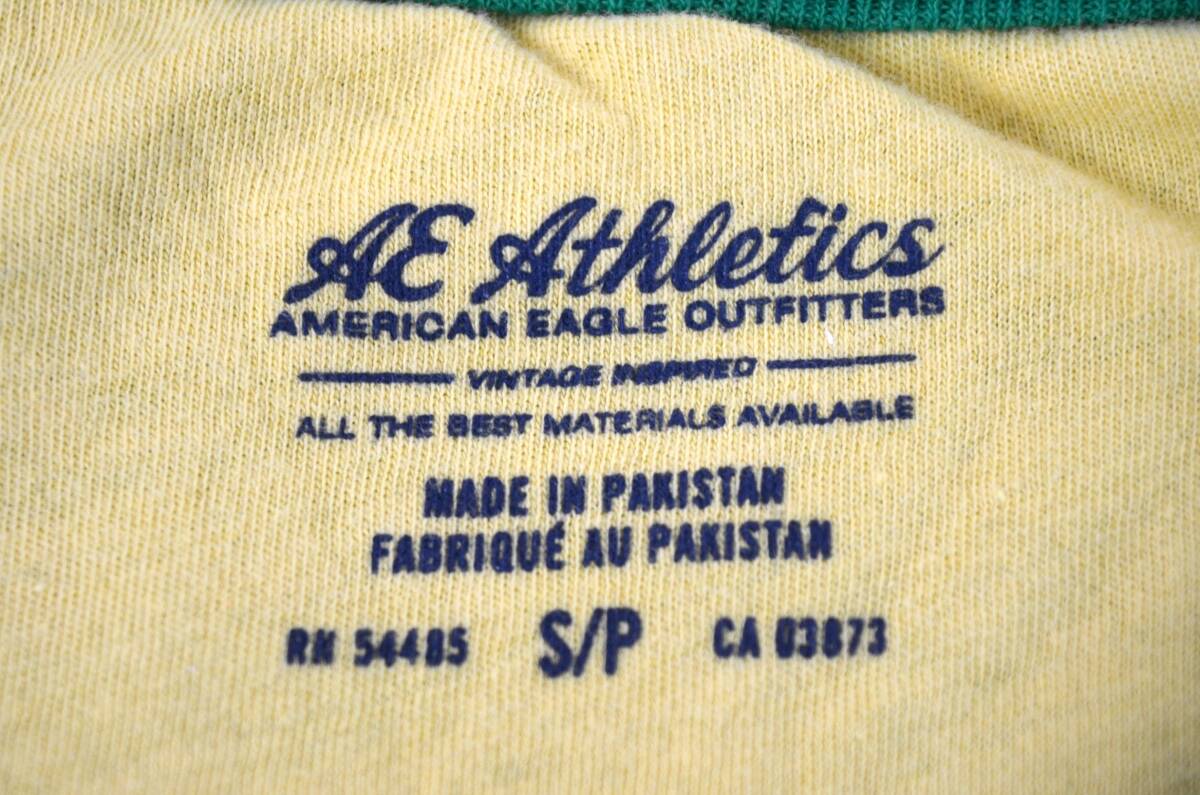 AE Athletics
AMERICAN EAGLE OUTFITTERS
VINTAGE INSPIRED
ALL THE BEST MATERIALS AVAILABLE
MADE IN PAKISTAN
FABRIQUÉ AU PAKISTAN
RN 54485 S/P CA 03873